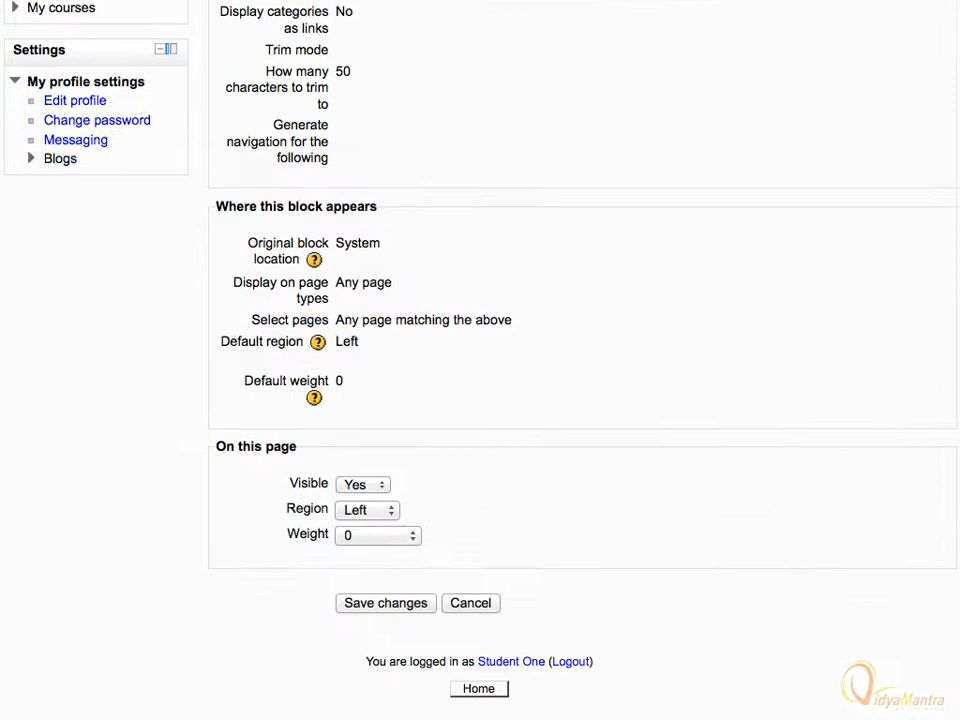 My courses
Settings
My profile settings
Edit profile
Change password
Messaging
Blogs
Display categories No
as links
Trim mode
How many 50
characters to trim
to
Generate
navigation for the
following
Where this block appears
Original block System
location ?
Display on page Any page
types
Select pages Any page matching the above
Default region ? Left
Default weight 0
?
On this page
Visible Yes
Region Left
Weight 0
Save changes Cancel
You are logged in as Student One (Logout)
Home
VidyaMantra